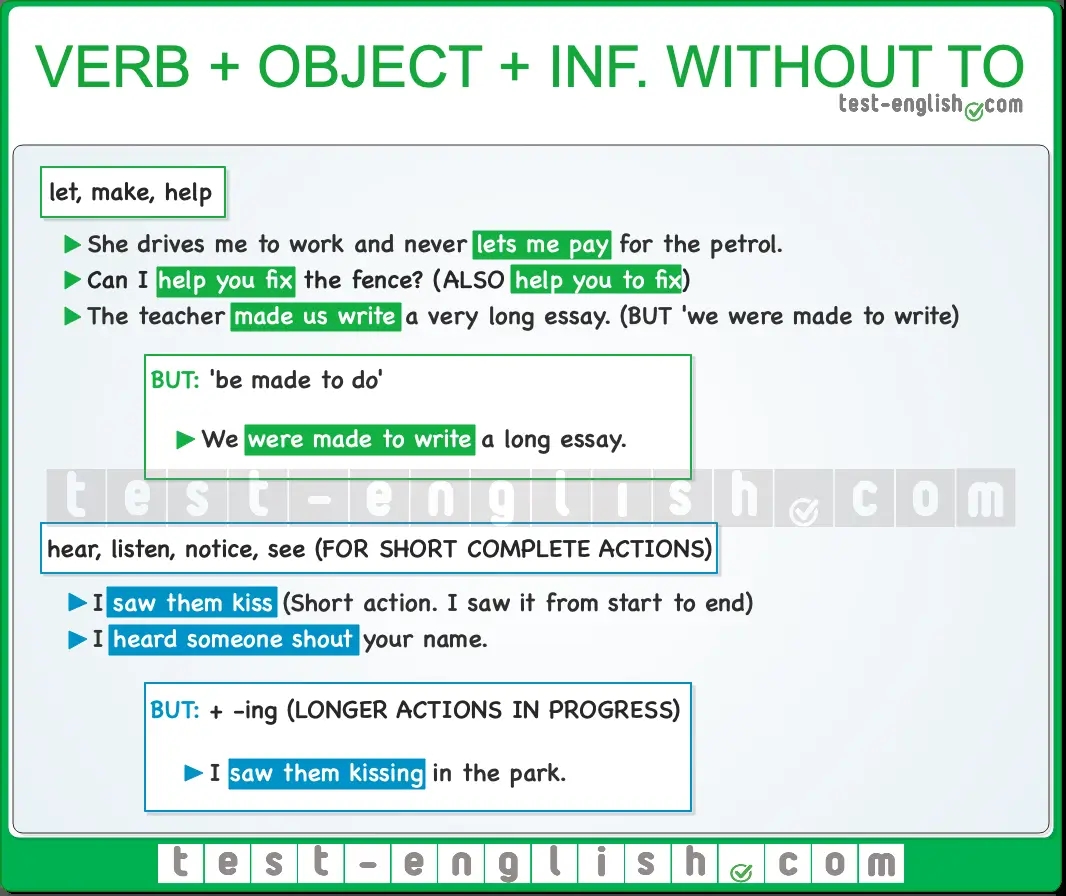 VERB + OBJECT + INF. WITHOUT TO
test-english.com
let, make, help
▶ She drives me to work and never lets me pay for the petrol.
▶ Can I help you fix the fence? (ALSO help you to fix)
▶ The teacher made us write a very long essay. (BUT 'we were made to write)
BUT: 'be made to do'
▶ We were made to write a long essay.
test-english.com
hear, listen, notice, see (FOR SHORT COMPLETE ACTIONS)
▶ I saw them kiss (Short action. I saw it from start to end)
▶ I heard someone shout your name.
BUT: + -ing (LONGER ACTIONS IN PROGRESS)
▶ I saw them kissing in the park.
test-english.com